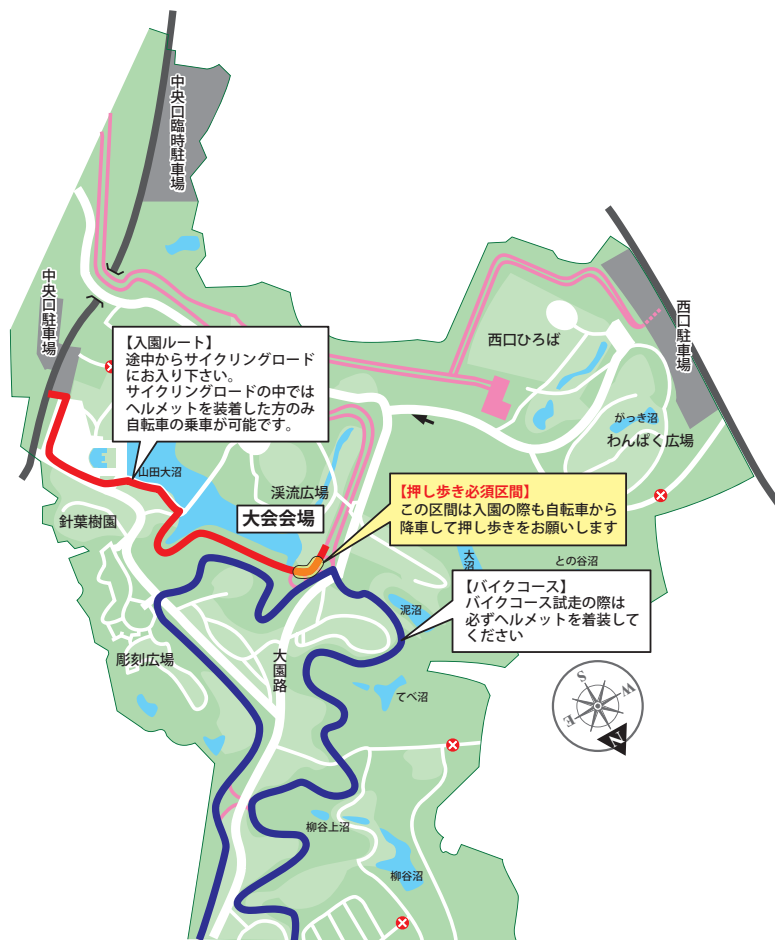 中央口臨時駐車場
中央口駐車場
【入園ルート】
途中からサイクリングロード
にお入り下さい。
サイクリングロードの中では
ヘルメットを装着した方のみ
自転車の乗車が可能です。
西口ひろば
西口駐車場
がっき沼
わんぱく広場
山田大沼
渓流広場
大会会場
針葉樹園
【押し歩き必須区間】
この区間は入園の際も自転車から
降車して押し歩きをお願いします
大沼
との谷沼
【バイクコース】
バイクコース試走の際は
必ずヘルメットを着装して
ください
泥沼
彫刻広場
大園路
てべ沼
S
W
E
N
柳谷上沼
柳谷沼